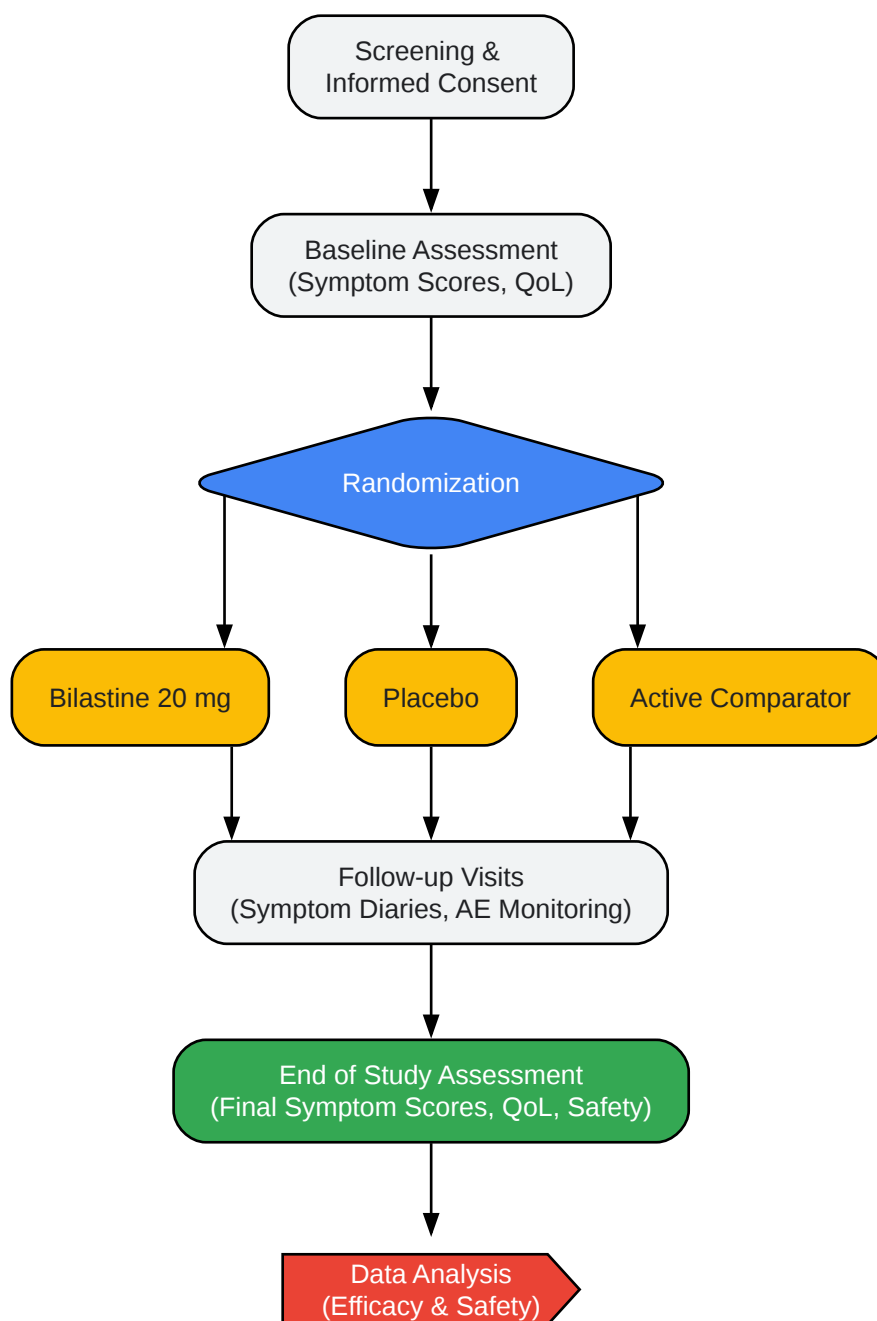 Screening &
Informed Consent
Baseline Assessment
(Symptom Scores, QoL)
Randomization
Bilastine 20 mg
Placebo
Active Comparator
Follow-up Visits
(Symptom Diaries, AE Monitoring)
End of Study Assessment
(Final Symptom Scores, QoL, Safety)
Data Analysis
(Efficacy & Safety)